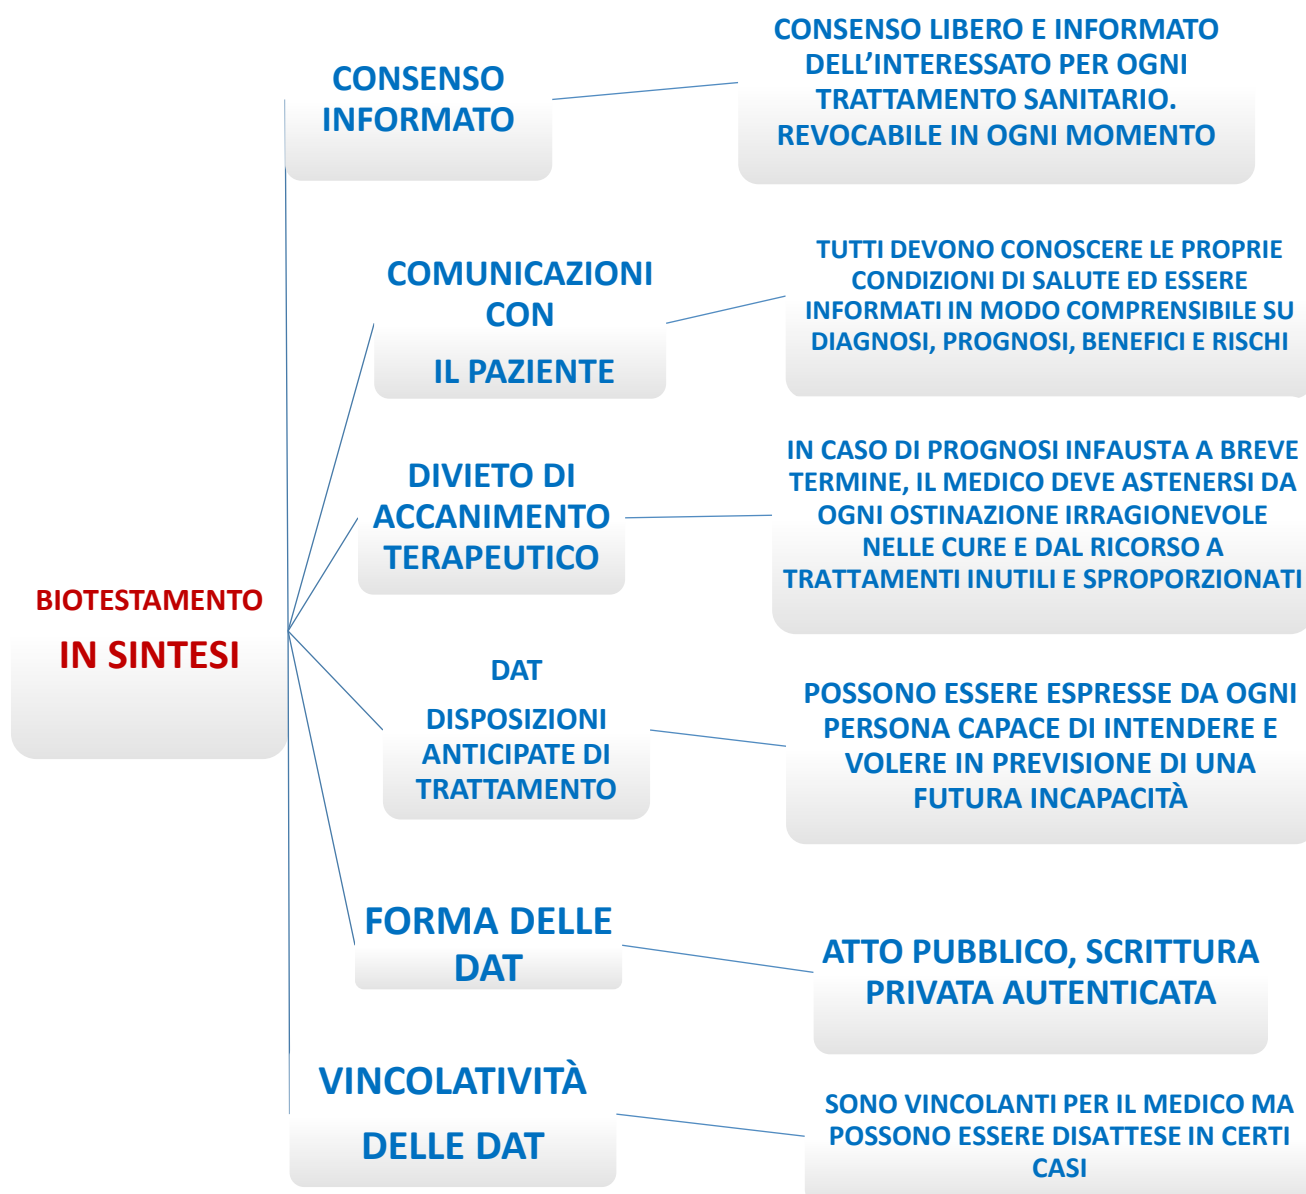 BIOTESTAMENTO
IN SINTESI
CONSENSO
INFORMATO
CONSENSO LIBERO E INFORMATO
DELL’INTERESSATO PER OGNI
TRATTAMENTO SANITARIO.
REVOCABILE IN OGNI MOMENTO
COMUNICAZIONI
CON
IL PAZIENTE
TUTTI DEVONO CONOSCERE LE PROPRIE
CONDIZIONI DI SALUTE ED ESSERE
INFORMATI IN MODO COMPRENSIBILE SU
DIAGNOSI, PROGNOSI, BENEFICI E RISCHI
DIVIETO DI
ACCANIMENTO
TERAPEUTICO
IN CASO DI PROGNOSI INFAUSTA A BREVE
TERMINE, IL MEDICO DEVE ASTENERSI DA
OGNI OSTINAZIONE IRRAGIONEVOLE
NELLE CURE E DAL RICORSO A
TRATTAMENTI INUTILI E SPROPORZIONATI
DAT
DISPOSIZIONI
ANTICIPATE DI
TRATTAMENTO
POSSONO ESSERE ESPRESSE DA OGNI
PERSONA CAPACE DI INTENDERE E
VOLERE IN PREVISIONE DI UNA
FUTURA INCAPACITÀ
FORMA DELLE
DAT
ATTO PUBBLICO, SCRITTURA
PRIVATA AUTENTICATA
VINCOLATIVITÀ
DELLE DAT
SONO VINCOLANTI PER IL MEDICO MA
POSSONO ESSERE DISATTESE IN CERTI
CASI